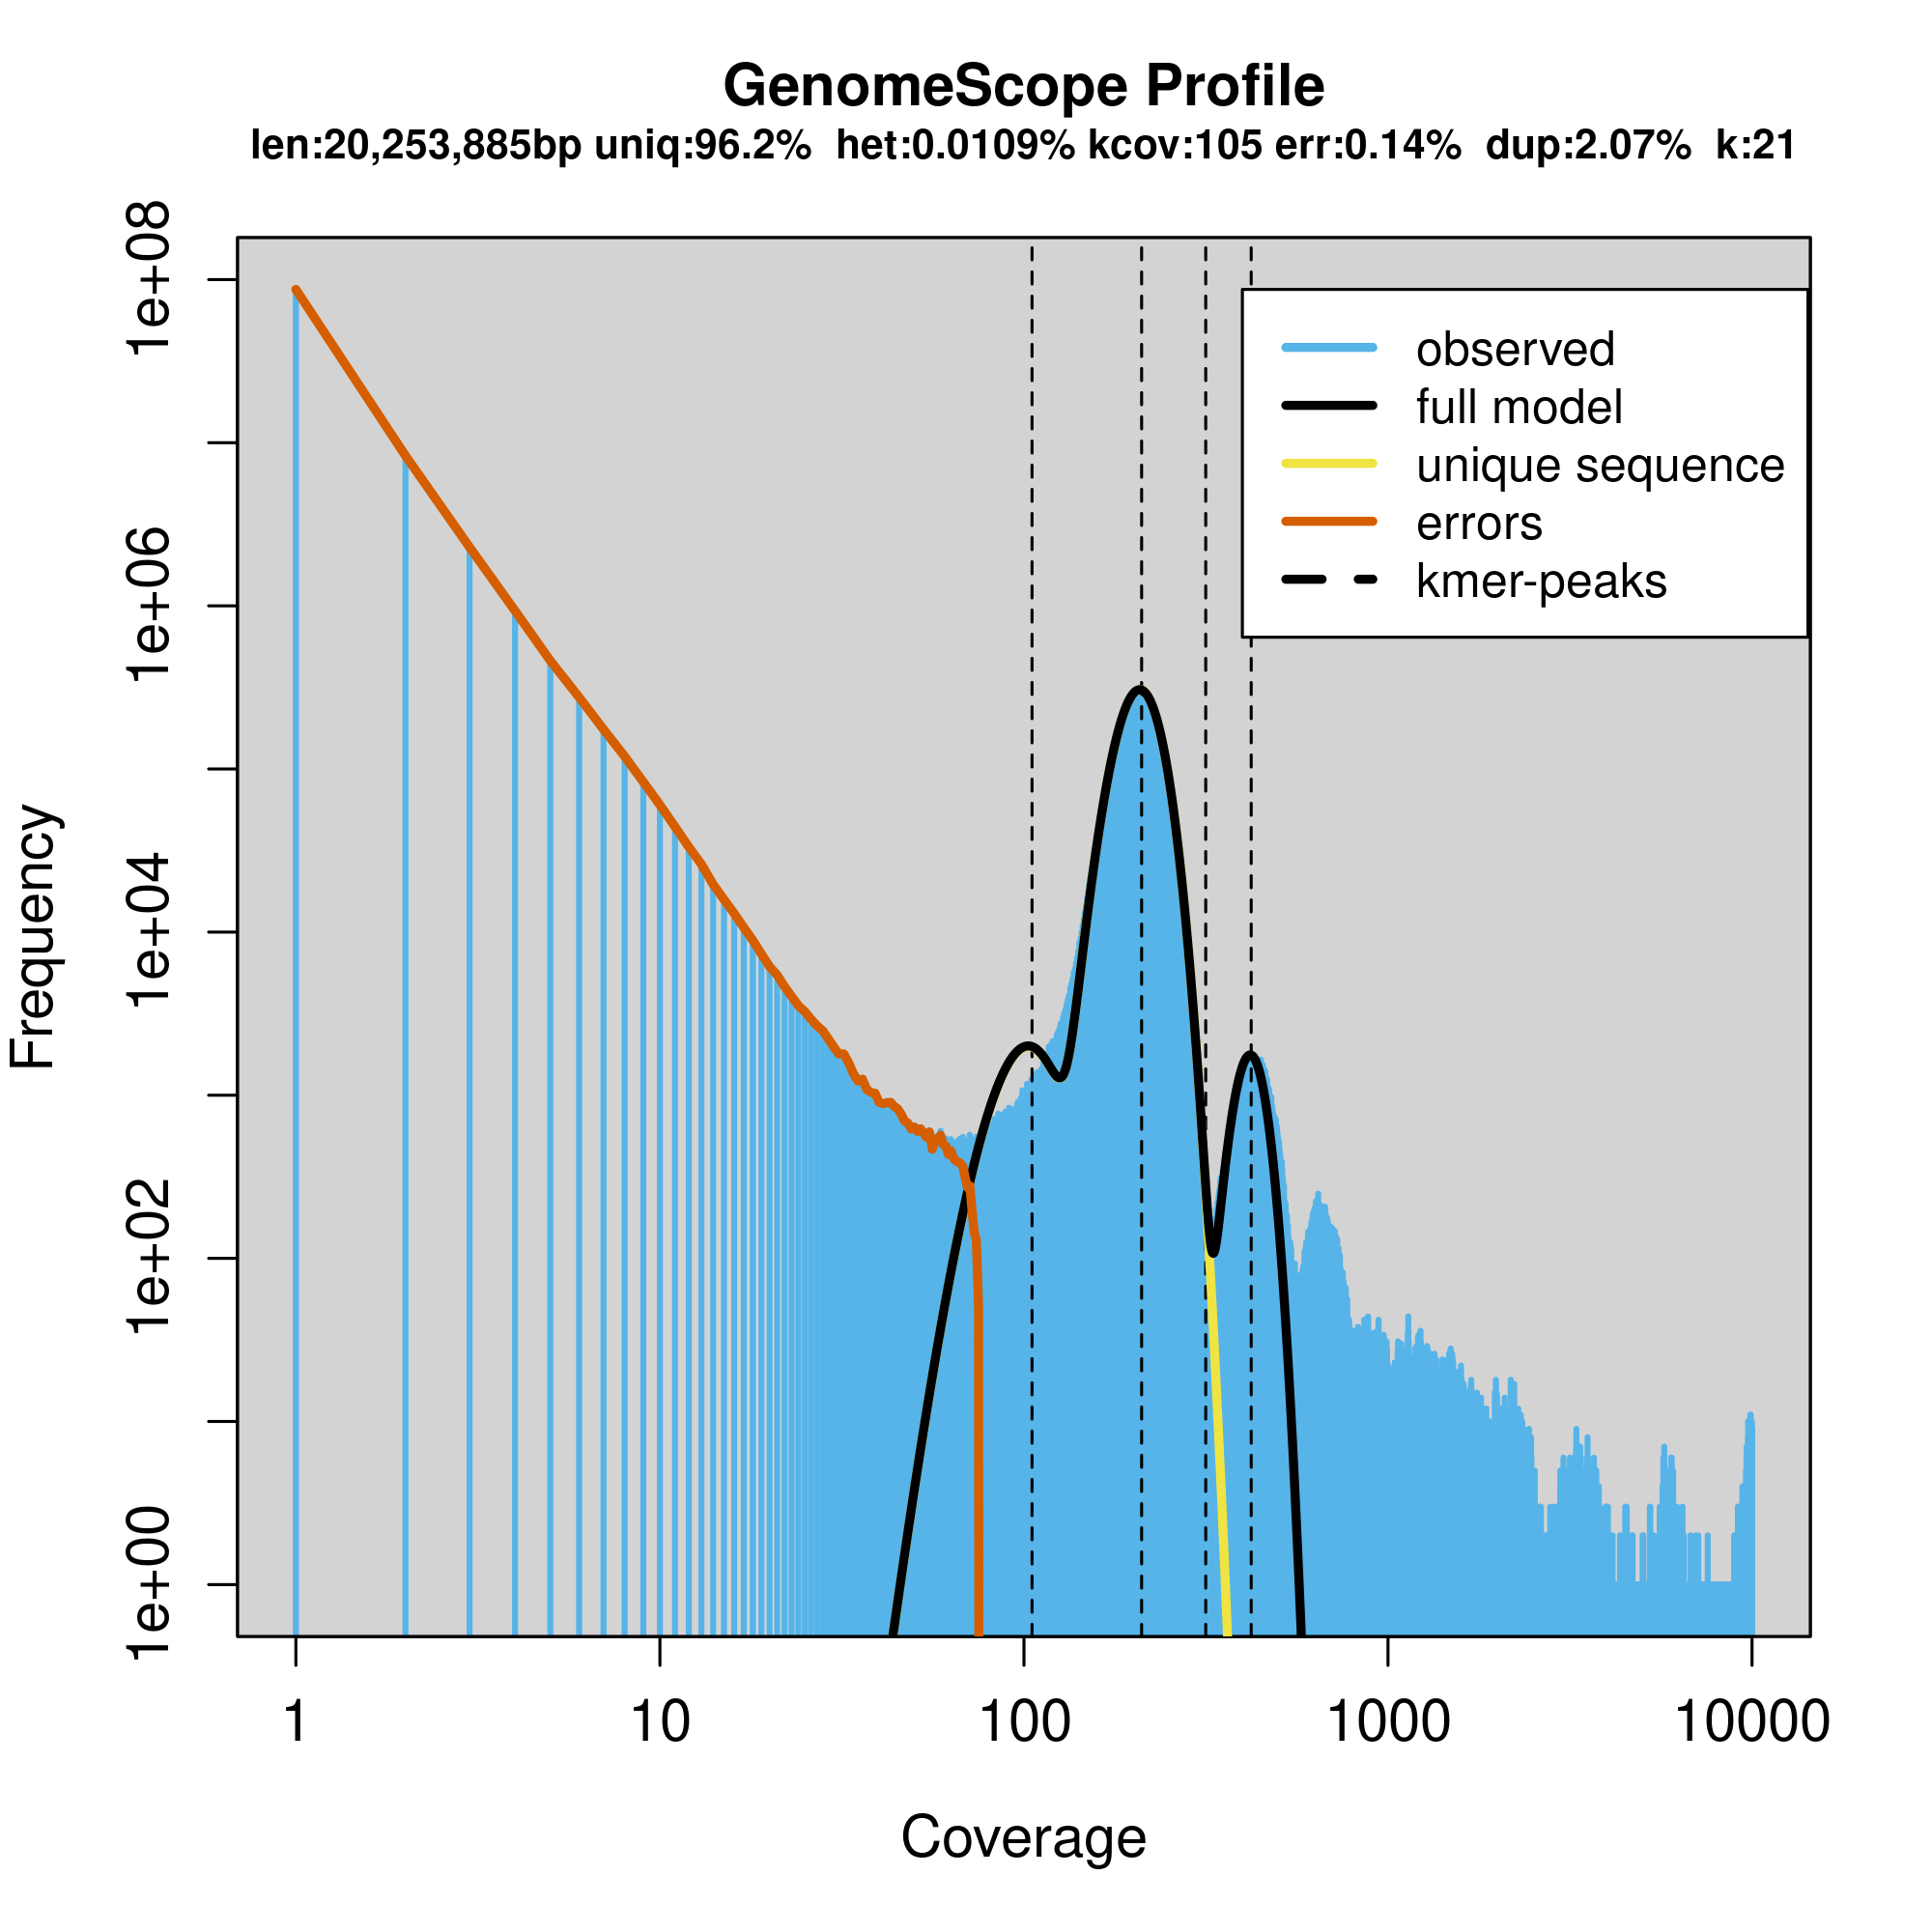 GenomeScope Profile
len:20,253,885bp uniq:96.2% het:0.0109% kcov:105 err:0.14% dup:2.07% k:21
Frequency
1e+08
1e+06
1e+04
1e+02
1e+00
observed
full model
unique sequence
errors
kmer-peaks
1 10 100 1000 10000
Coverage